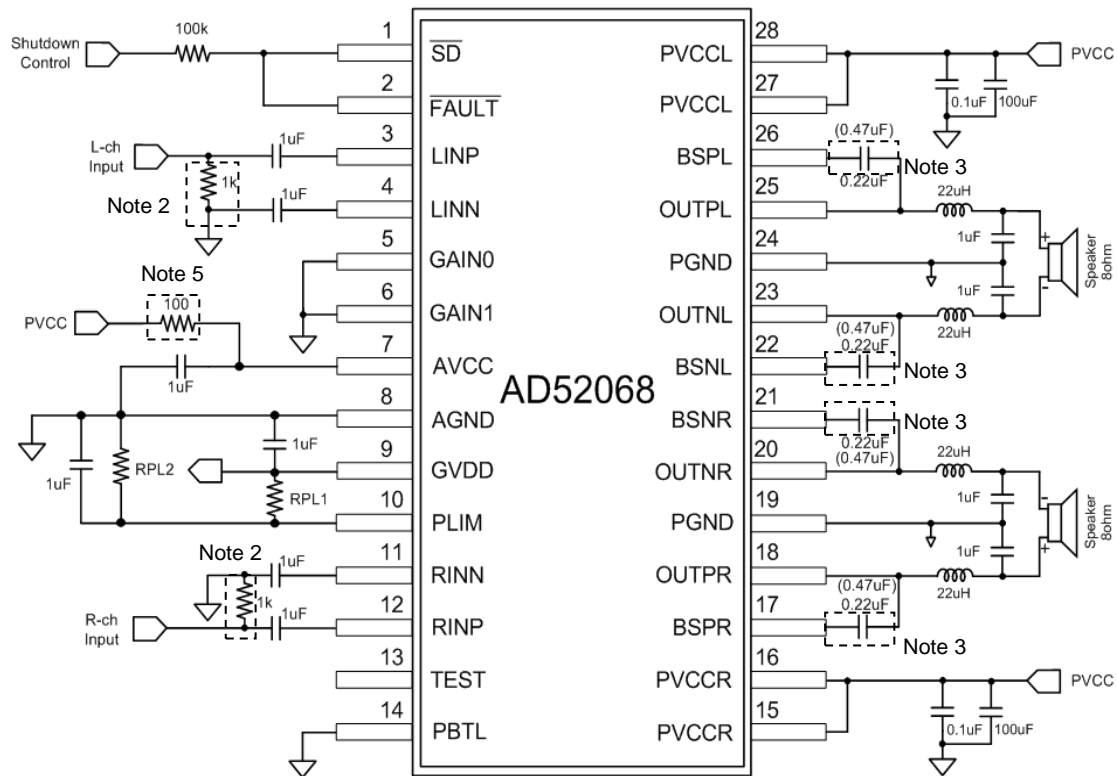 Shutdown
Control
100k
1
SD
2
FAULT
3
LINP
L-ch
Input
1uF
1k
1uF
Note 2
4
LINN
5
GAIN0
6
GAIN1
Note 5
100
PVCC
7
AVCC
1uF
8
AGND
1uF
RPL2
1uF
9
GVDD
RPL1
10
PLIM
Note 2
1uF
11
RINN
1k
R-ch
Input
1uF
12
RINP
13
TEST
14
PBTL
AD52068
28
PVCCL
PVCC
27
PVCCL
0.1uF
100uF
26
BSPL
(0.47uF)
0.22uF
Note 3
25
OUTPL
22uH
1uF
24
PGND
+
-
Speaker
8ohm
1uF
23
OUTNL
22uH
(0.47uF)
0.22uF
22
BSNL
Note 3
21
BSNR
Note 3
0.22uF
(0.47uF)
20
OUTNR
22uH
1uF
19
PGND
-
+
Speaker
8ohm
1uF
18
OUTPR
22uH
(0.47uF)
0.22uF
17
BSPR
Note 3
16
PVCCR
PVCC
15
PVCCR
0.1uF
100uF